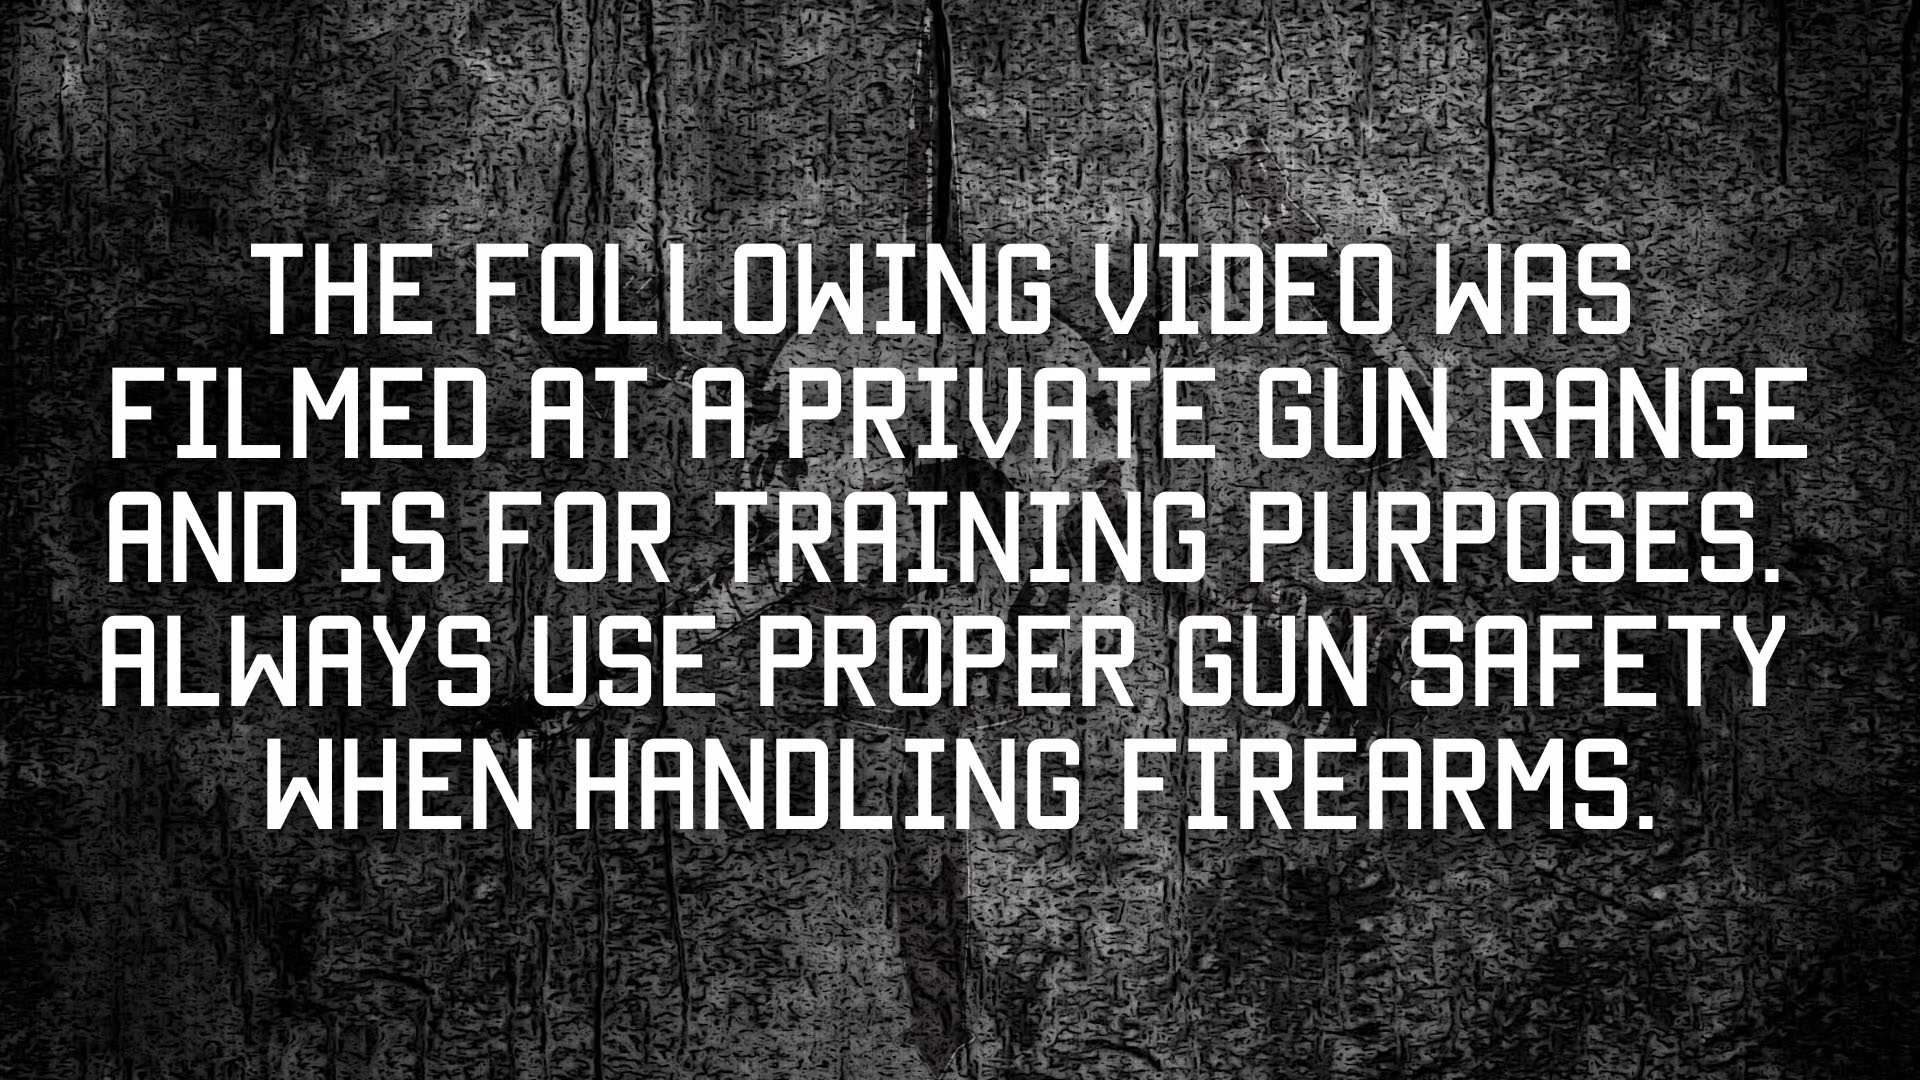 THE FOLLOWING VIDEO WAS
FILMED AT A PRIVATE GUN RANGE
AND IS FOR TRAINING PURPOSES.
ALWAYS USE PROPER GUN SAFETY
WHEN HANDLING FIREARMS.